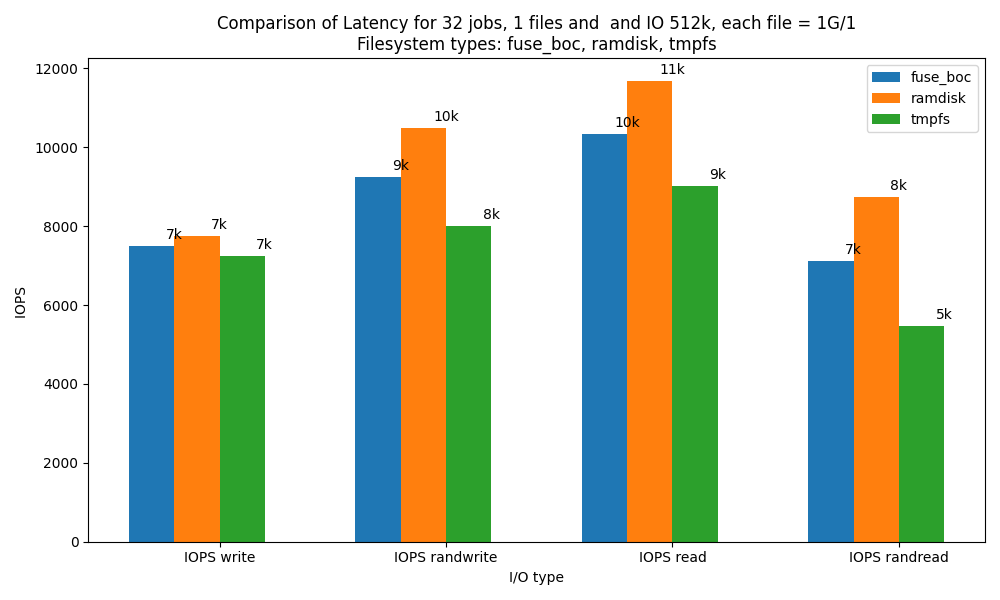 Comparison of Latency for 32 jobs, 1 files and  and IO 512k, each file = 1G/1
Filesystem types: fuse_boc, ramdisk, tmpfs
fuse_boc
ramdisk
tmpfs
12000
10000
8000
6000
4000
2000
0
IOPS
7k
7k
7k
9k
10k
8k
10k
11k
9k
7k
8k
5k
IOPS write
IOPS randwrite
IOPS read
IOPS randread
I/O type